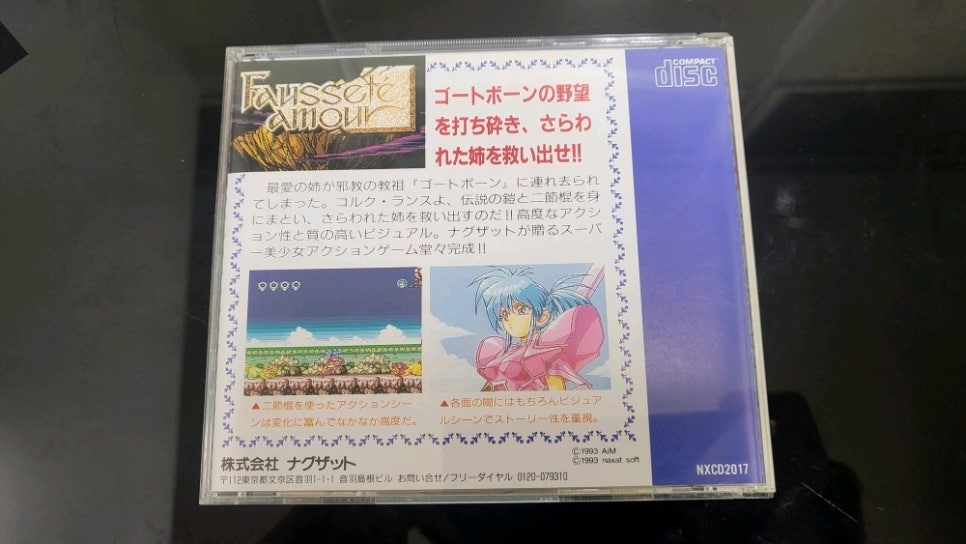 Fausseté
amour
COMPACT
disc
ゴートボーンの野望
を打ち砕き、さらわ
れた姉を救い出せ!!
最愛の姉が邪教の教祖『ゴートボーン』に連れ去られ
てしまった。コルク・ランスよ、伝説の鎧と二節棍を身
にまとい、さらわれた姉を救い出すのだ!!高度なアクシ
ョン性と質の高いビジュアル。ナグザットが贈るスーパ
ー美少女アクションゲーム堂々完成!!
▲二節棍を使ったアクションシー
ンは変化に富んでなかなか高度だ。
▲各面の間にはもちろんビジュア
ルシーンでストーリー性を重視。
株式会社 ナグザット
〒112東京都文京区音羽1-1-1 音羽島根ビル お問い合せ/フリーダイヤル 0120-079310
©1993 AiM
©1993 naxat soft
NXCD2017